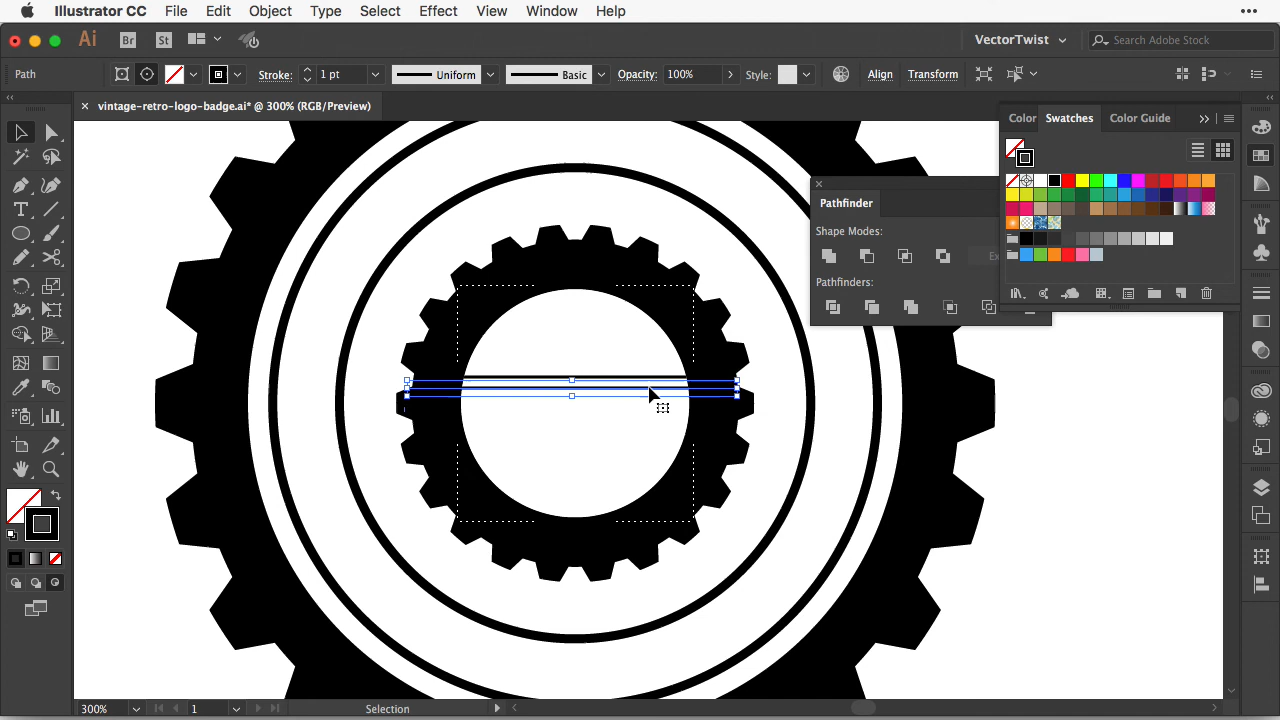 Illustrator CC File Edit Object Type Select Effect View Window Help
Ai Br St VectorTwist Search Adobe Stock
Path Stroke: 1 pt Uniform Basic Opacity: 100% Style: Align Transform
× vintage-retro-logo-badge.ai* @ 300% (RGB/Preview)
Color Swatches Color Guide
Pathfinder
Shape Modes:
Ex
Pathfinders:
300% 1 Selection